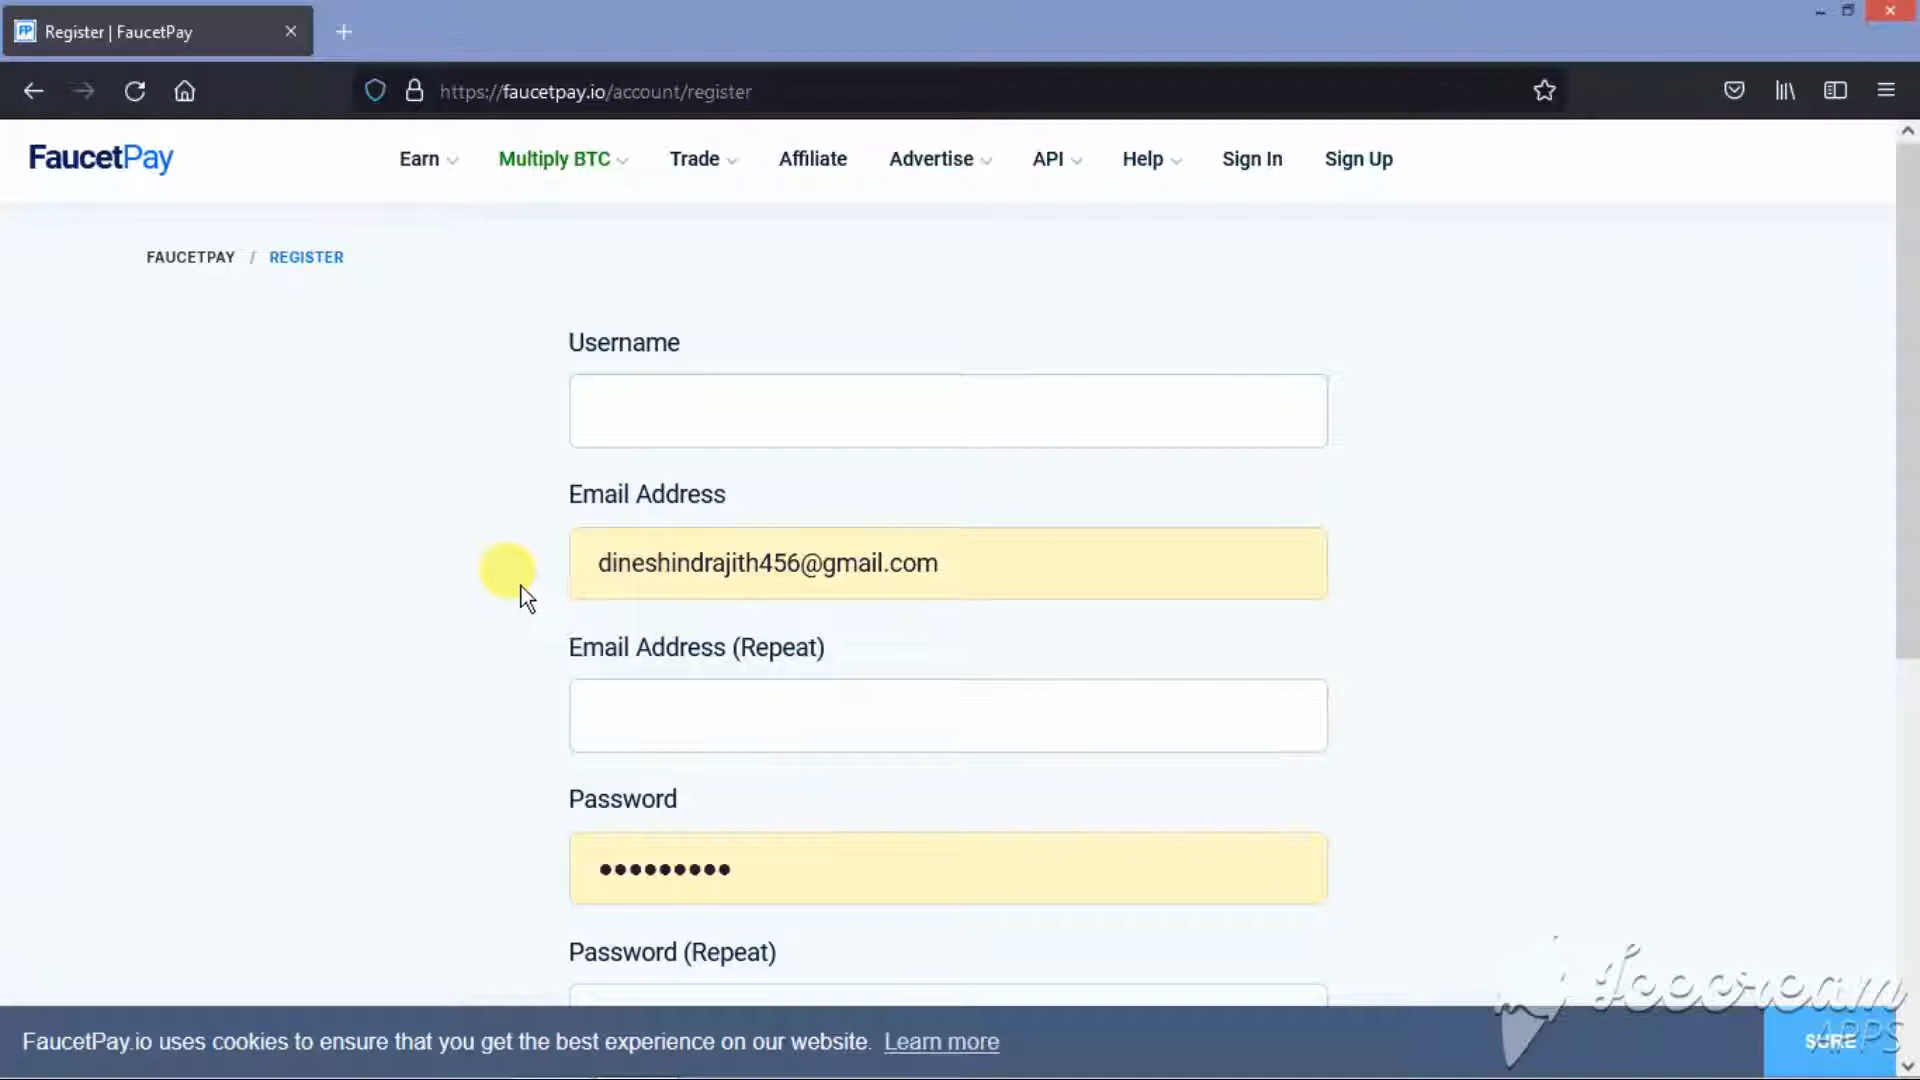 Register | FaucetPay
https://faucetpay.io/account/register
FaucetPay
Earn Multiply BTC Trade Affiliate Advertise API Help Sign In Sign Up
FAUCETPAY / REGISTER
Username
Email Address
dineshindrajith456@gmail.com
Email Address (Repeat)
Password
Password (Repeat)
Icecream
APPS
FaucetPay.io uses cookies to ensure that you get the best experience on our website. Learn more
SURE